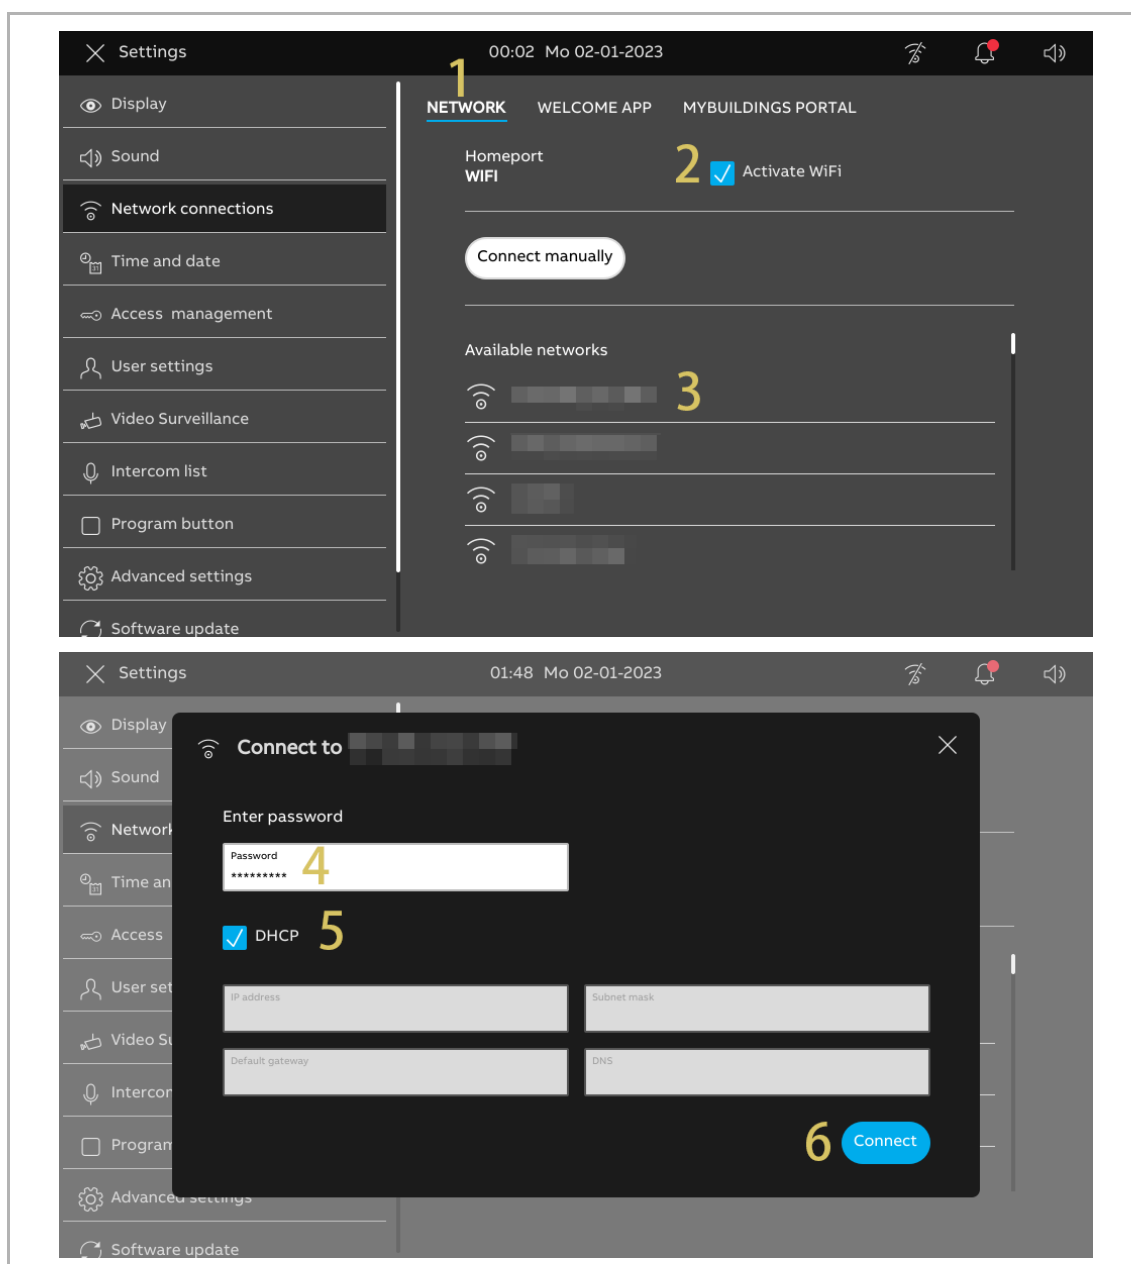 Settings
00:02 Mo 02-01-2023
1
Display
NETWORK
WELCOME APP
MYBUILDINGS PORTAL
Sound
Homeport
WIFI
2
Activate WiFi
Network connections
Time and date
Connect manually
Access management
User settings
Available networks
3
Video Surveillance
Intercom list
Program button
Advanced settings
Software update
Settings
01:48 Mo 02-01-2023
Display
Connect to
Sound
Enter password
Network
Password
*********
4
Time an
Access
DHCP
5
User set
IP address
Subnet mask
Video Su
Default gateway
DNS
Intercor
Program
6
Connect
Advanced settings
Software update